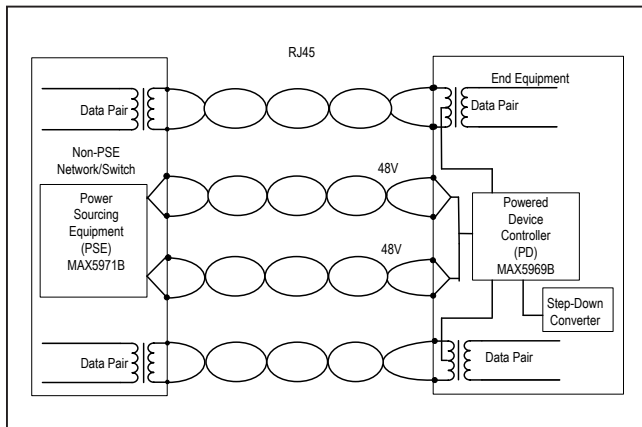 RJ45
End Equipment
Data Pair
Data Pair
Non-PSE
Network/Switch
48V
Power
Sourcing
Equipment
(PSE)
MAX5971B
Powered
Device
Controller
(PD)
MAX5969B
48V
Step-Down
Converter
Data Pair
Data Pair